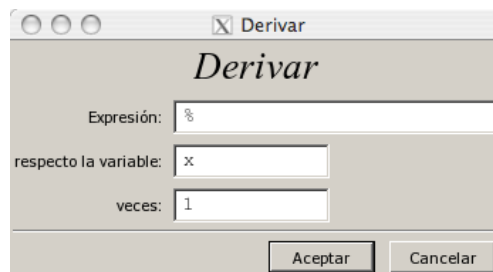 Derivar
Derivar
Expresión: %
respecto la variable: x
veces: 1
Aceptar Cancelar